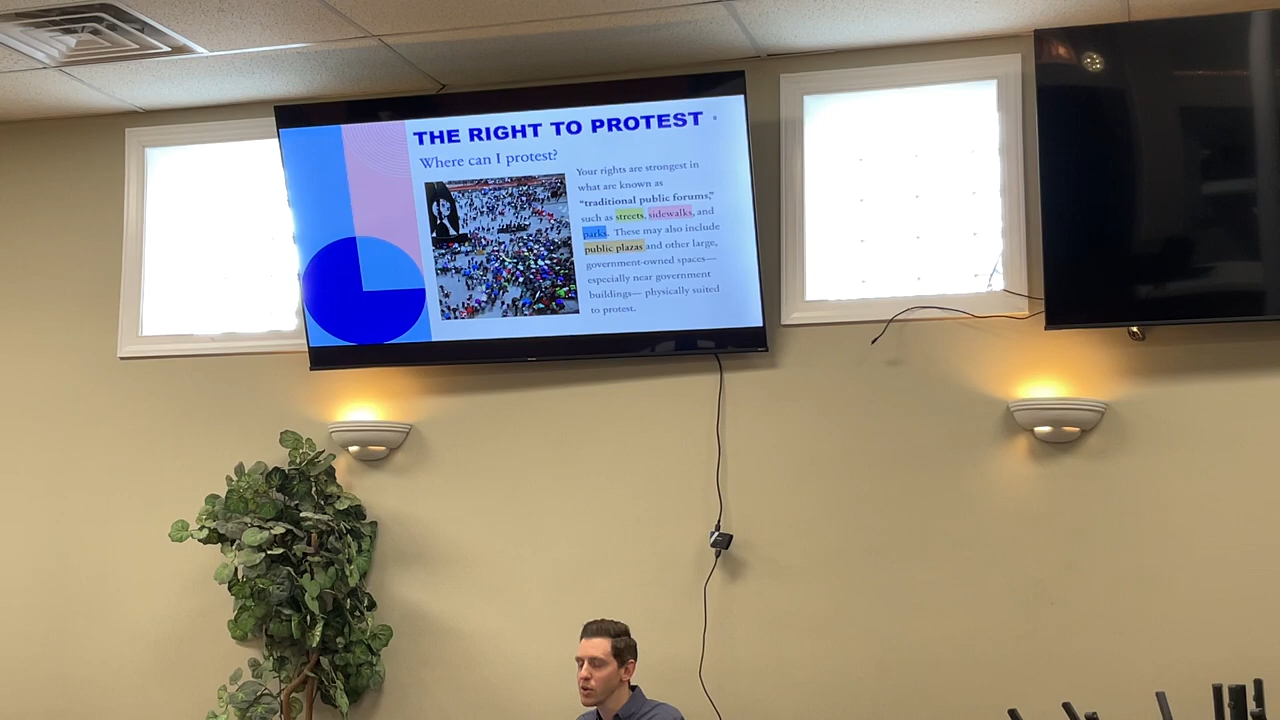 THE RIGHT TO PROTEST
Where can I protest?
Your rights are strongest in
what are known as
“traditional public forums,”
such as streets, sidewalks, and
parks. These may also include
public plazas and other large,
government-owned spaces—
especially near government
buildings— physically suited
to protest.